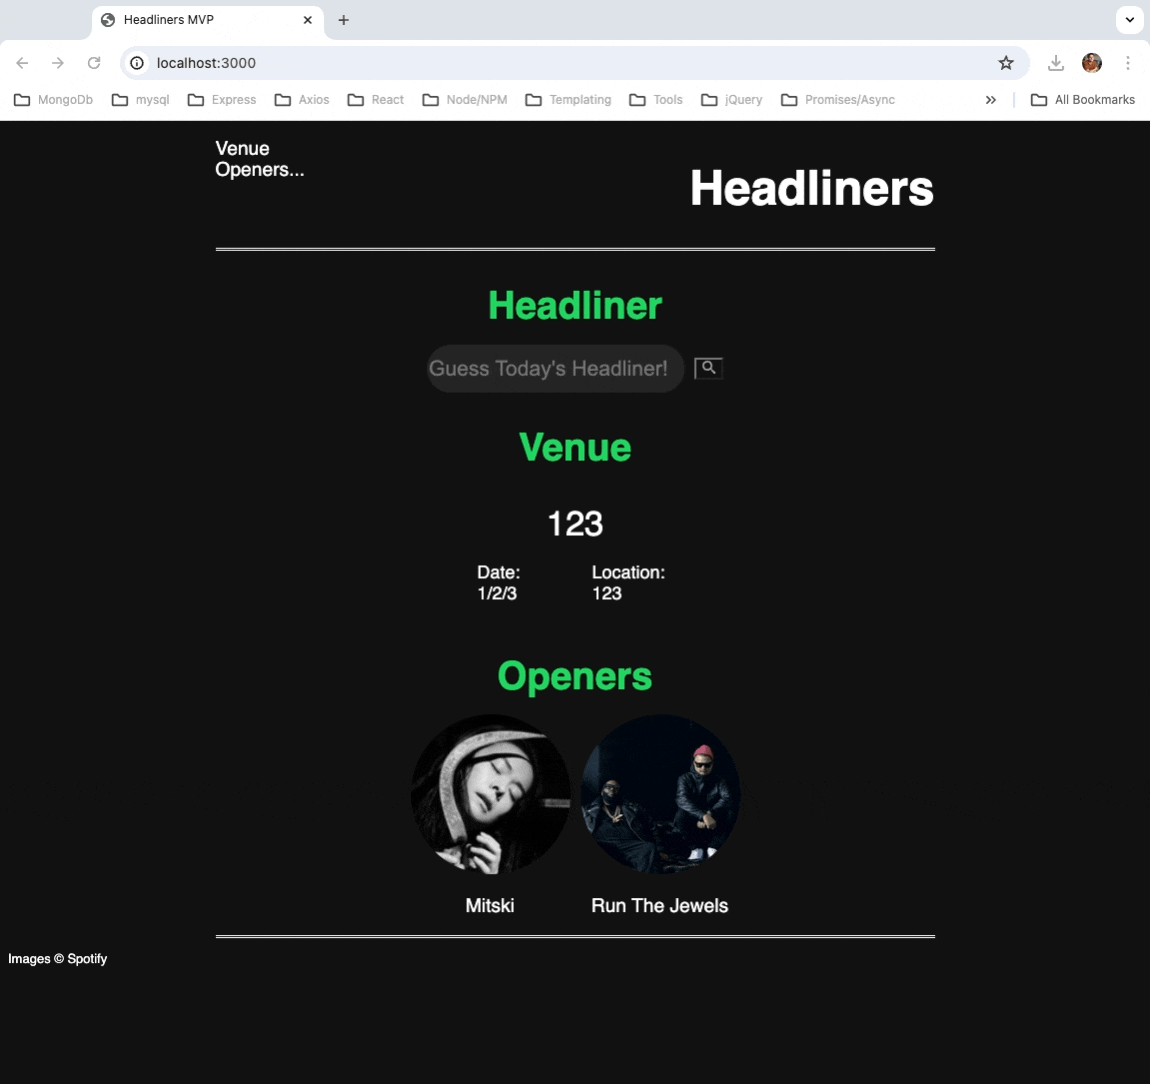 Headliners MVP
localhost:3000
MongoDb mysql Express Axios React Node/NPM Templating Tools jQuery Promises/Async » All Bookmarks
Venue
Openers...
Headliners
Headliner
Guess Today's Headliner!
Venue
123
Date: Location:
1/2/3 123
Openers
Mitski Run The Jewels
Images © Spotify